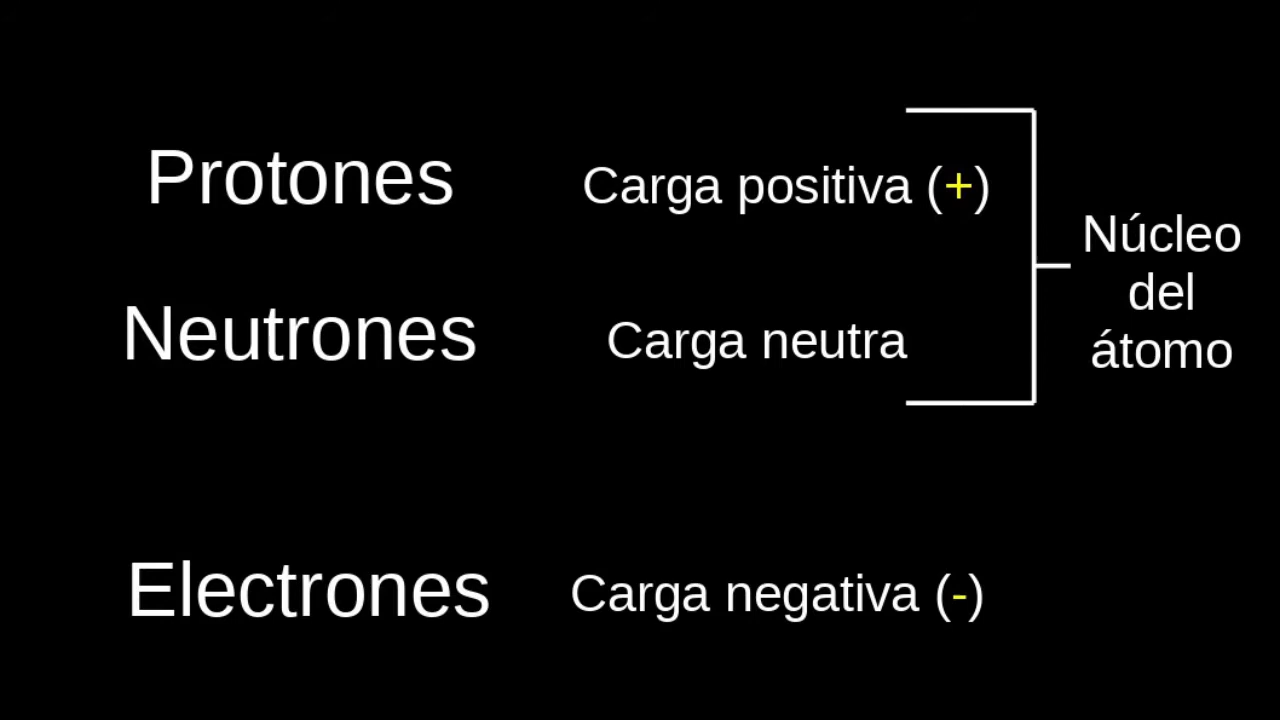 Protones
Carga positiva (+)
Neutrones
Carga neutra
Núcleo
del
átomo
Electrones
Carga negativa (-)